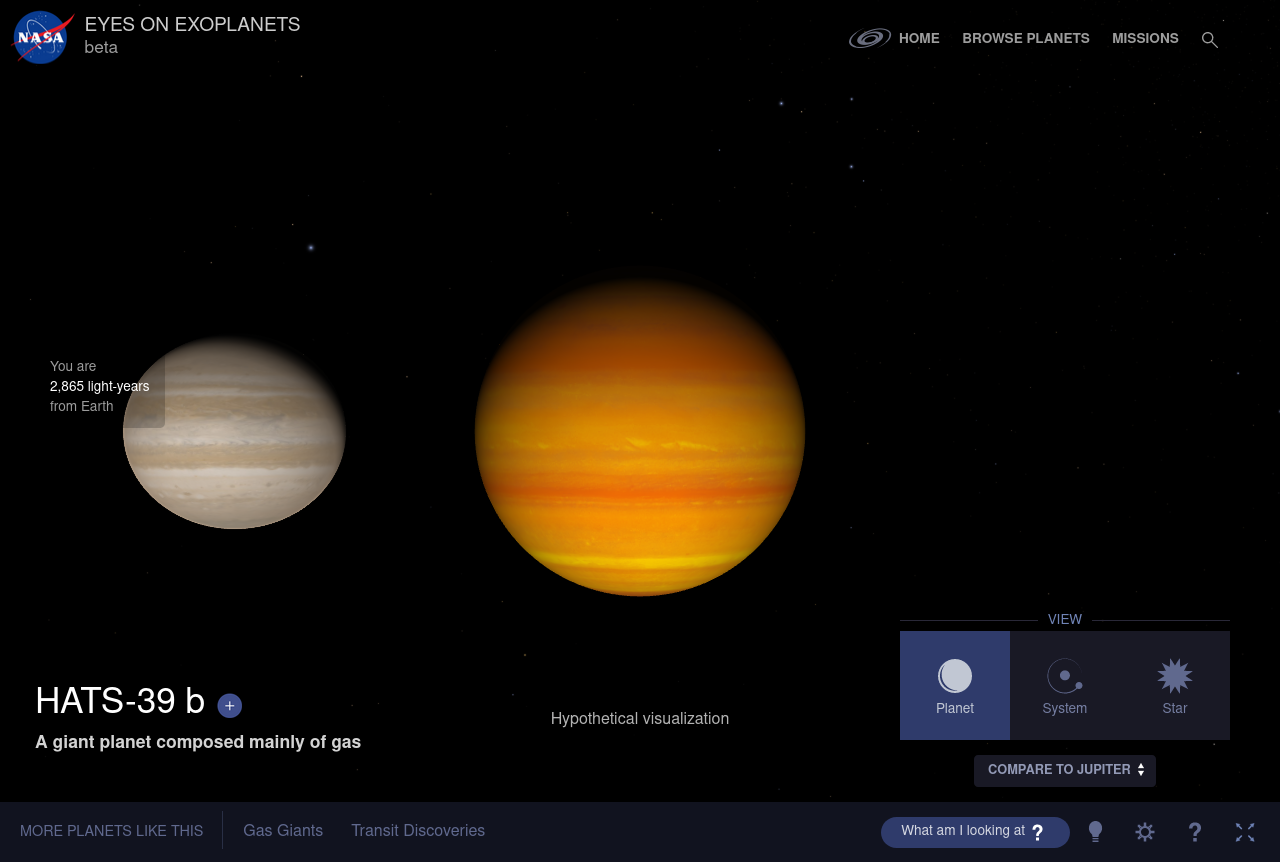 NASA
EYES ON EXOPLANETS
beta
HOME
BROWSE PLANETS
MISSIONS
You are
2,865 light-years
from Earth
HATS-39 b
A giant planet composed mainly of gas
Hypothetical visualization
VIEW
Planet
System
Star
COMPARE TO JUPITER
MORE PLANETS LIKE THIS
Gas Giants
Transit Discoveries
What am I looking at ?
?